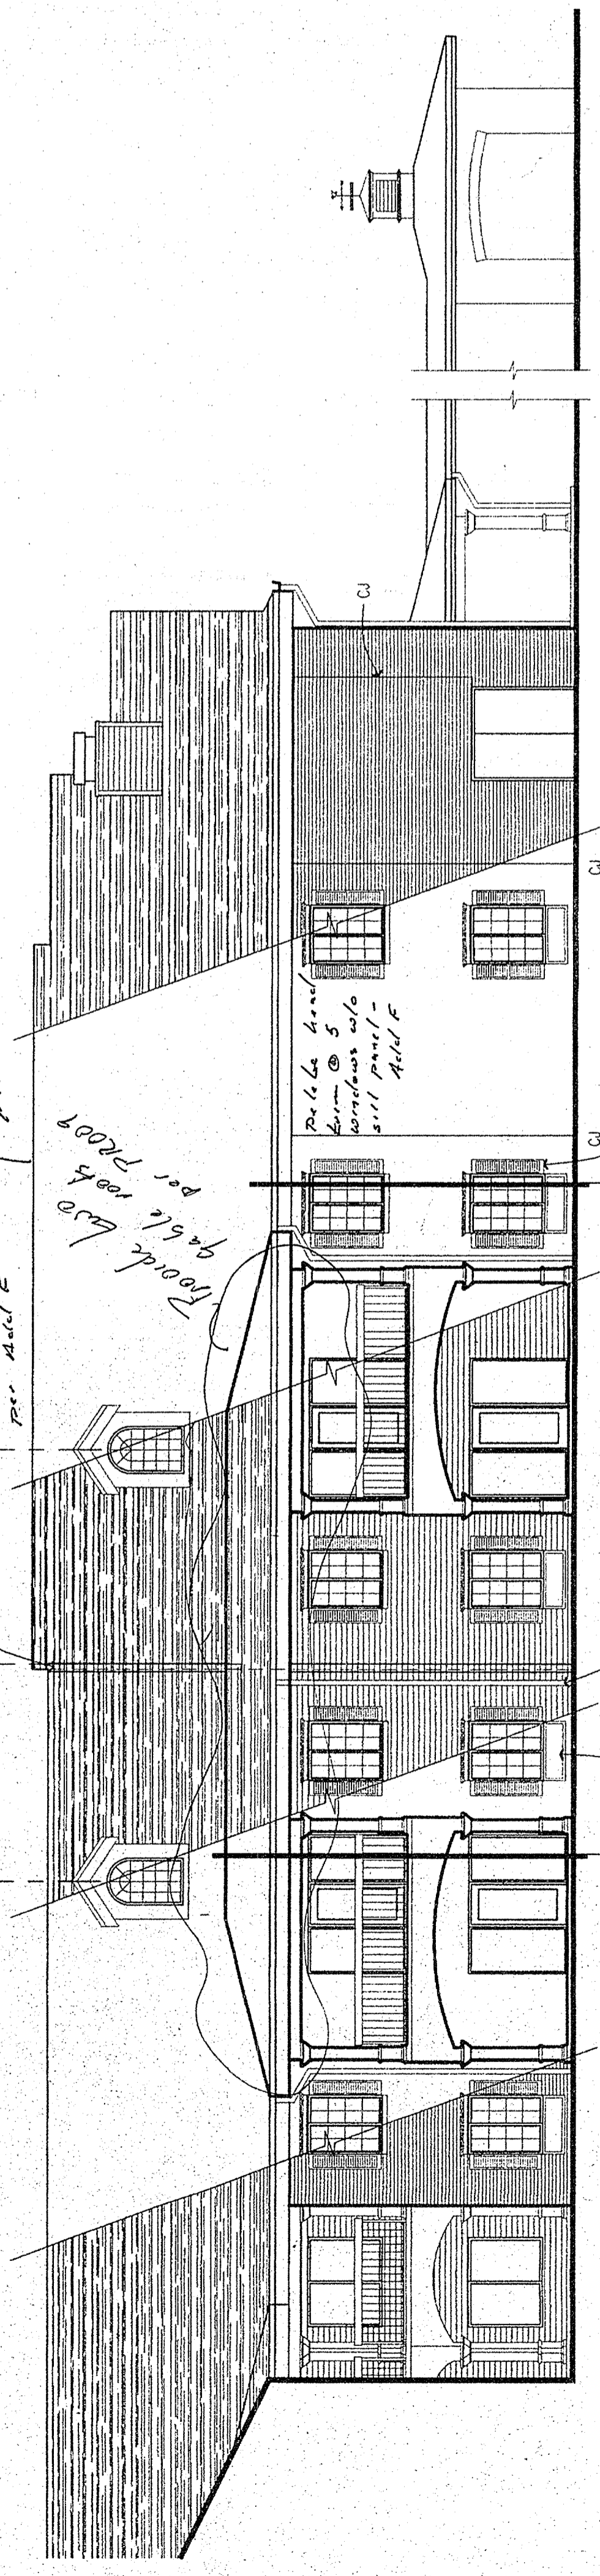 CJ
CJ
CJ
Delete head
trim @ 5
windows w/o
sill panel -
Add F
Provide two
gable roofs
per PR009
per Add E